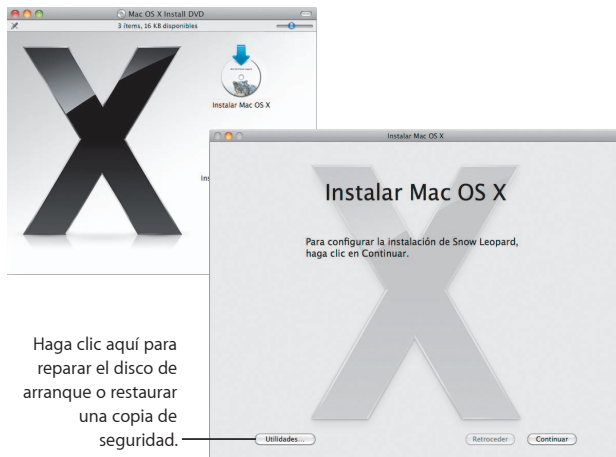 Mac OS X Install DVD
3 ítems, 16 KB disponibles
Instalar Mac OS X
Instalar Mac OS X
Instalar Mac OS X
Para configurar la instalación de Snow Leopard,
haga clic en Continuar.
Haga clic aquí para
reparar el disco de
arranque o restaurar
una copia de
seguridad.
Utilidades...
Retroceder
Continuar